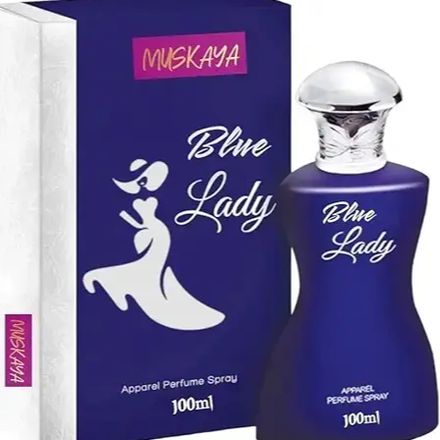 MUSKAYA
Blue
Lady
Apparel Perfume Spray
100ml
MUSKAYA
Blue
Lady
APPAREL
PERFUME SPRAY
100ml